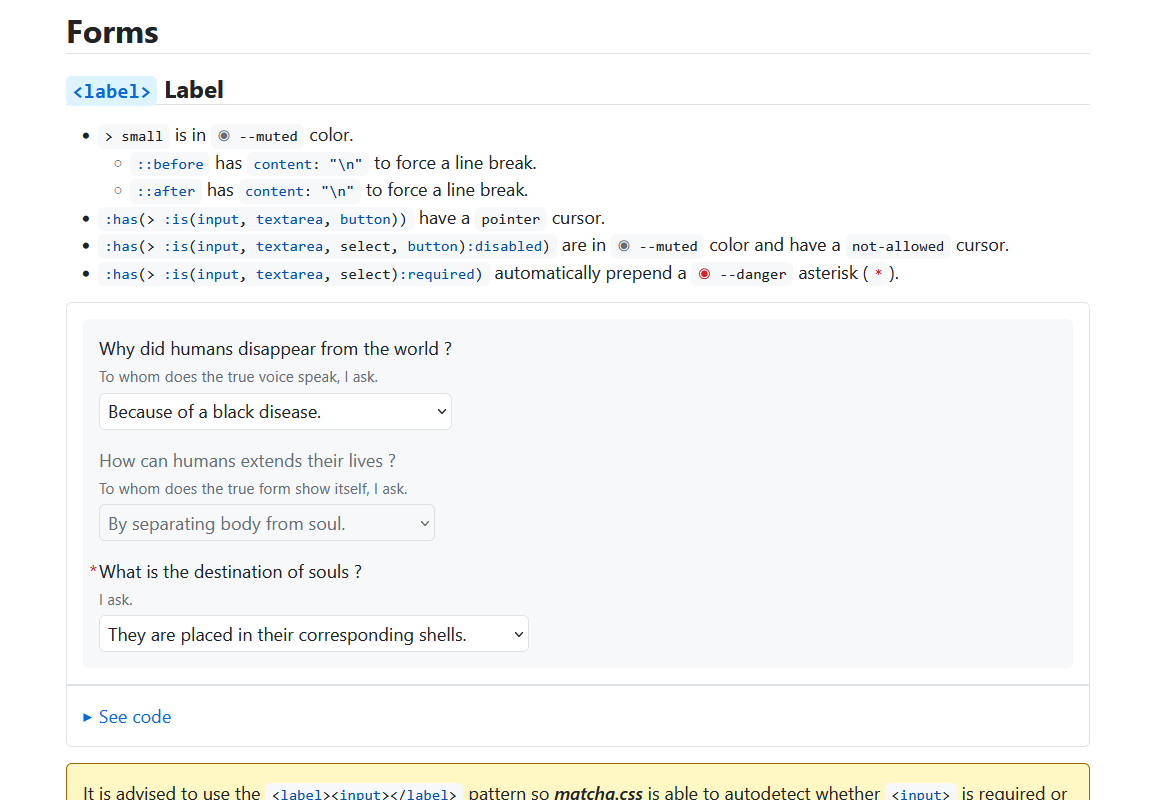 Forms
<label> Label
• > small is in ◉ --muted color.
○ ::before has content: "\n" to force a line break.
○ ::after has content: "\n" to force a line break.
• :has(> :is(input, textarea, button)) have a pointer cursor.
• :has(> :is(input, textarea, select, button):disabled) are in ◉ --muted color and have a not-allowed cursor.
• :has(> :is(input, textarea, select):required) automatically prepend a ◉ --danger asterisk ( * ).
Why did humans disappear from the world ?
To whom does the true voice speak, I ask.
Because of a black disease.
How can humans extends their lives ?
To whom does the true form show itself, I ask.
By separating body from soul.
*What is the destination of souls ?
I ask.
They are placed in their corresponding shells.
▸ See code
It is advised to use the <label><input></label> pattern so matcha.css is able to autodetect whether <input> is required or